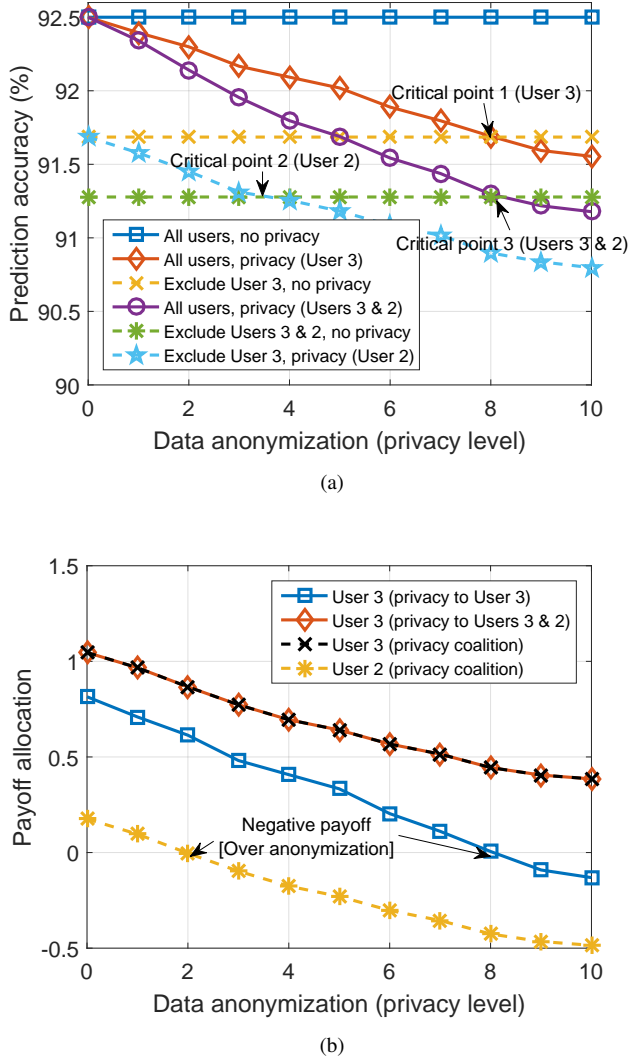 92.5
92
91.5
91
90.5
90
Prediction accuracy (%)
Critical point 1 (User 3)
Critical point 2 (User 2)
Critical point 3 (Users 3 & 2)
All users, no privacy
All users, privacy (User 3)
Exclude User 3, no privacy
All users, privacy (Users 3 & 2)
Exclude Users 3 & 2, no privacy
Exclude User 3, privacy (User 2)
0 2 4 6 8 10
Data anonymization (privacy level)
(a)
1.5
1
0.5
0
-0.5
Payoff allocation
User 3 (privacy to User 3)
User 3 (privacy to Users 3 & 2)
User 3 (privacy coalition)
User 2 (privacy coalition)
Negative payoff
[Over anonymization]
0 2 4 6 8 10
Data anonymization (privacy level)
(b)